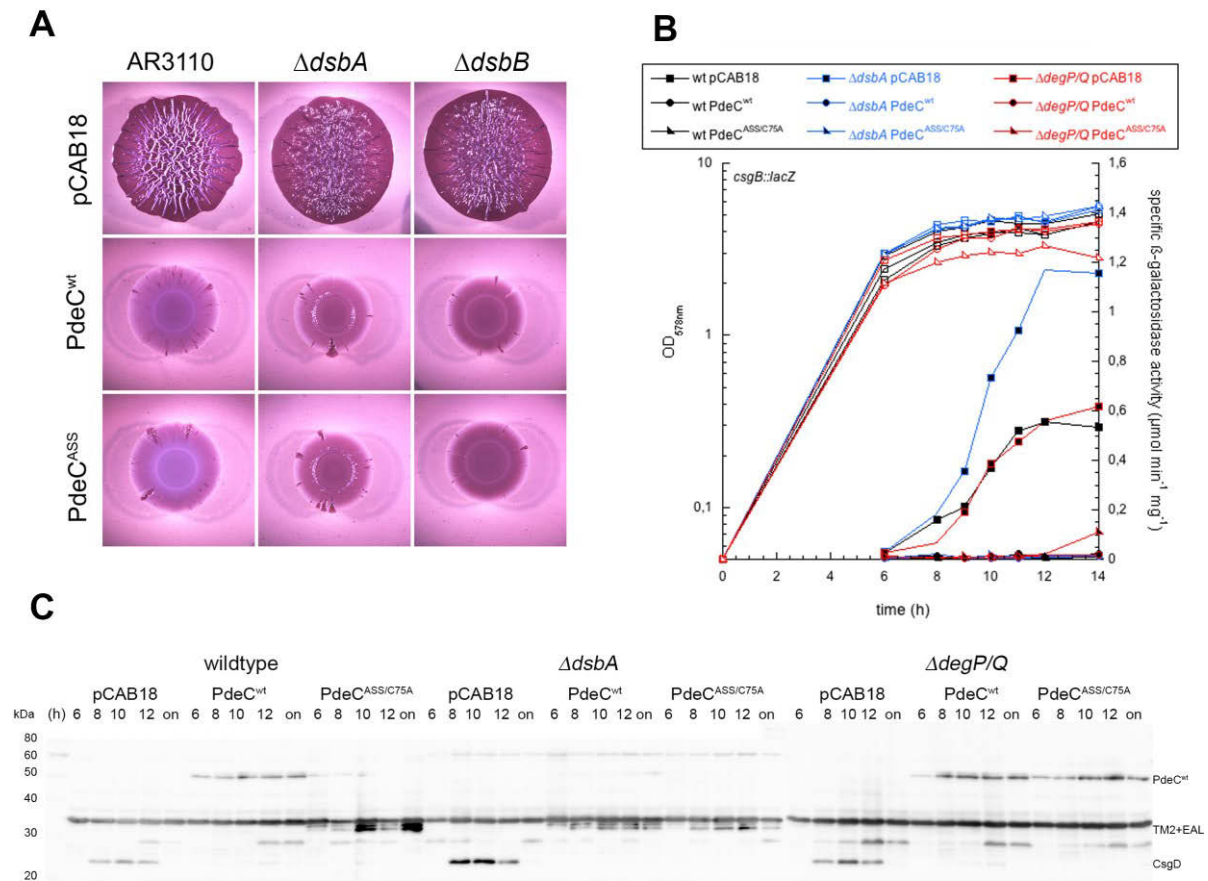 A
AR3110 ΔdsbA ΔdsbB
pCAB18
PdeCwt
PdeCASS
B
wt pCAB18 ΔdsbA pCAB18 ΔdegP/Q pCAB18
wt PdeCwt ΔdsbA PdeCwt ΔdegP/Q PdeCwt
wt PdeCASS/C75A ΔdsbA PdeCASS/C75A ΔdegP/Q PdeCASS/C75A
csgB::lacZ
10
1
0,1
OD578nm
1,6
1,4
1,2
1
0,8
0,6
0,4
0,2
0
specific ß-galactosidase activity (µmol min-1 mg-1)
0 2 4 6 8 10 12 14
time (h)
C
wildtype ΔdsbA ΔdegP/Q
pCAB18 PdeCwt PdeCASS/C75A pCAB18 PdeCwt PdeCASS/C75A pCAB18 PdeCwt PdeCASS/C75A
kDa (h) 6 8 10 12 on 6 8 10 12 on 6 8 10 12 on 6 8 10 12 on 6 8 10 12 on 6 8 10 12 on 6 8 10 12 on 6 8 10 12 on 6 8 10 12 on
80
60
50
40
30
20
PdeCwt
TM2+EAL
CsgD